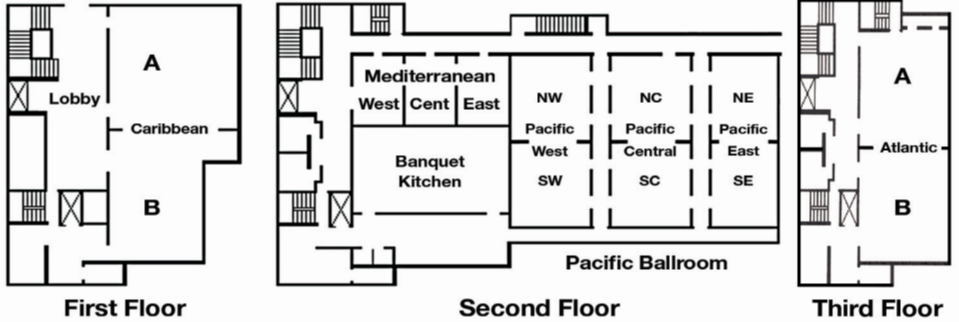 A
Lobby
Caribbean
B
First Floor
Mediterranean
West Cent East
Banquet
Kitchen
NW NC NE
Pacific Pacific Pacific
West Central East
SW SC SE
Pacific Ballroom
Second Floor
A
Atlantic
B
Third Floor